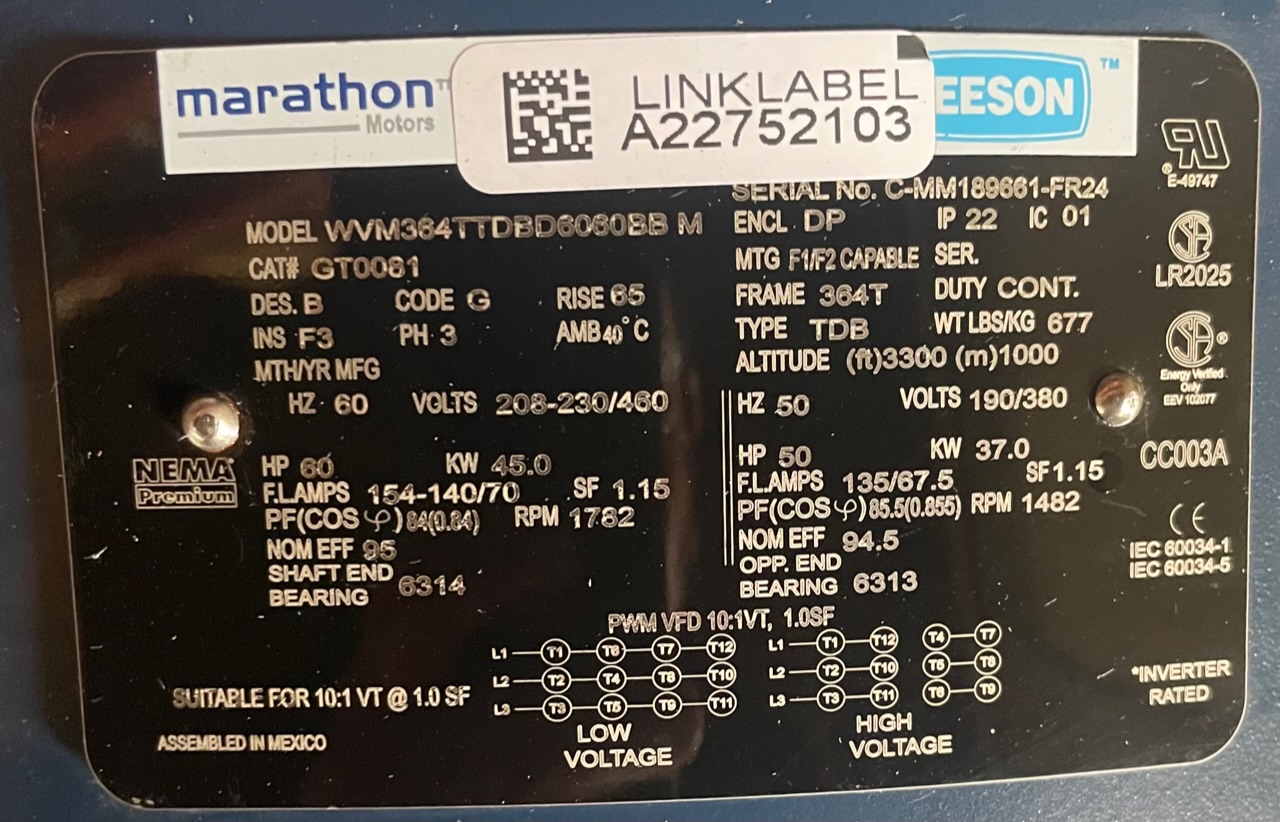 marathon™
Motors
LINKLABEL
A22752103
EESON™
SERIAL No. C-MM189661-FR24
MODEL WVM364TTDBD6060BB M
ENCL DP IP 22 IC 01
CAT# GT0081
MTG F1/F2 CAPABLE SER.
DES. B CODE G RISE 65
FRAME 364T DUTY CONT.
INS F3 PH 3 AMB 40°C
TYPE TDB WT LBS/KG 677
MTH/YR MFG
ALTITUDE (ft)3300 (m)1000
HZ 60 VOLTS 208-230/460
HZ 50 VOLTS 190/380
HP 60 KW 45.0
HP 50 KW 37.0
F.L.AMPS 154-140/70 SF 1.15
F.L.AMPS 135/67.5 SF 1.15
PF(COS φ) 84(0.84) RPM 1782
PF(COS φ) 85.5(0.855) RPM 1482
NOM EFF 95
NOM EFF 94.5
SHAFT END
BEARING 6314
OPP. END
BEARING 6313
NEMA
Premium
PWM VFD 10:1VT, 1.0SF
L1 T1 T6 T7 T12
L2 T2 T4 T8 T10
L3 T3 T5 T9 T11
LOW
VOLTAGE
L1 T1 T12 T4 T7
L2 T2 T10 T5 T8
L3 T3 T11 T6 T9
HIGH
VOLTAGE
SUITABLE FOR 10:1 VT @ 1.0 SF
ASSEMBLED IN MEXICO
®
E-49747
LR2025
®
Energy Verified
Only
EEV 102077
CC003A
CE
IEC 60034-1
IEC 60034-5
*INVERTER
RATED